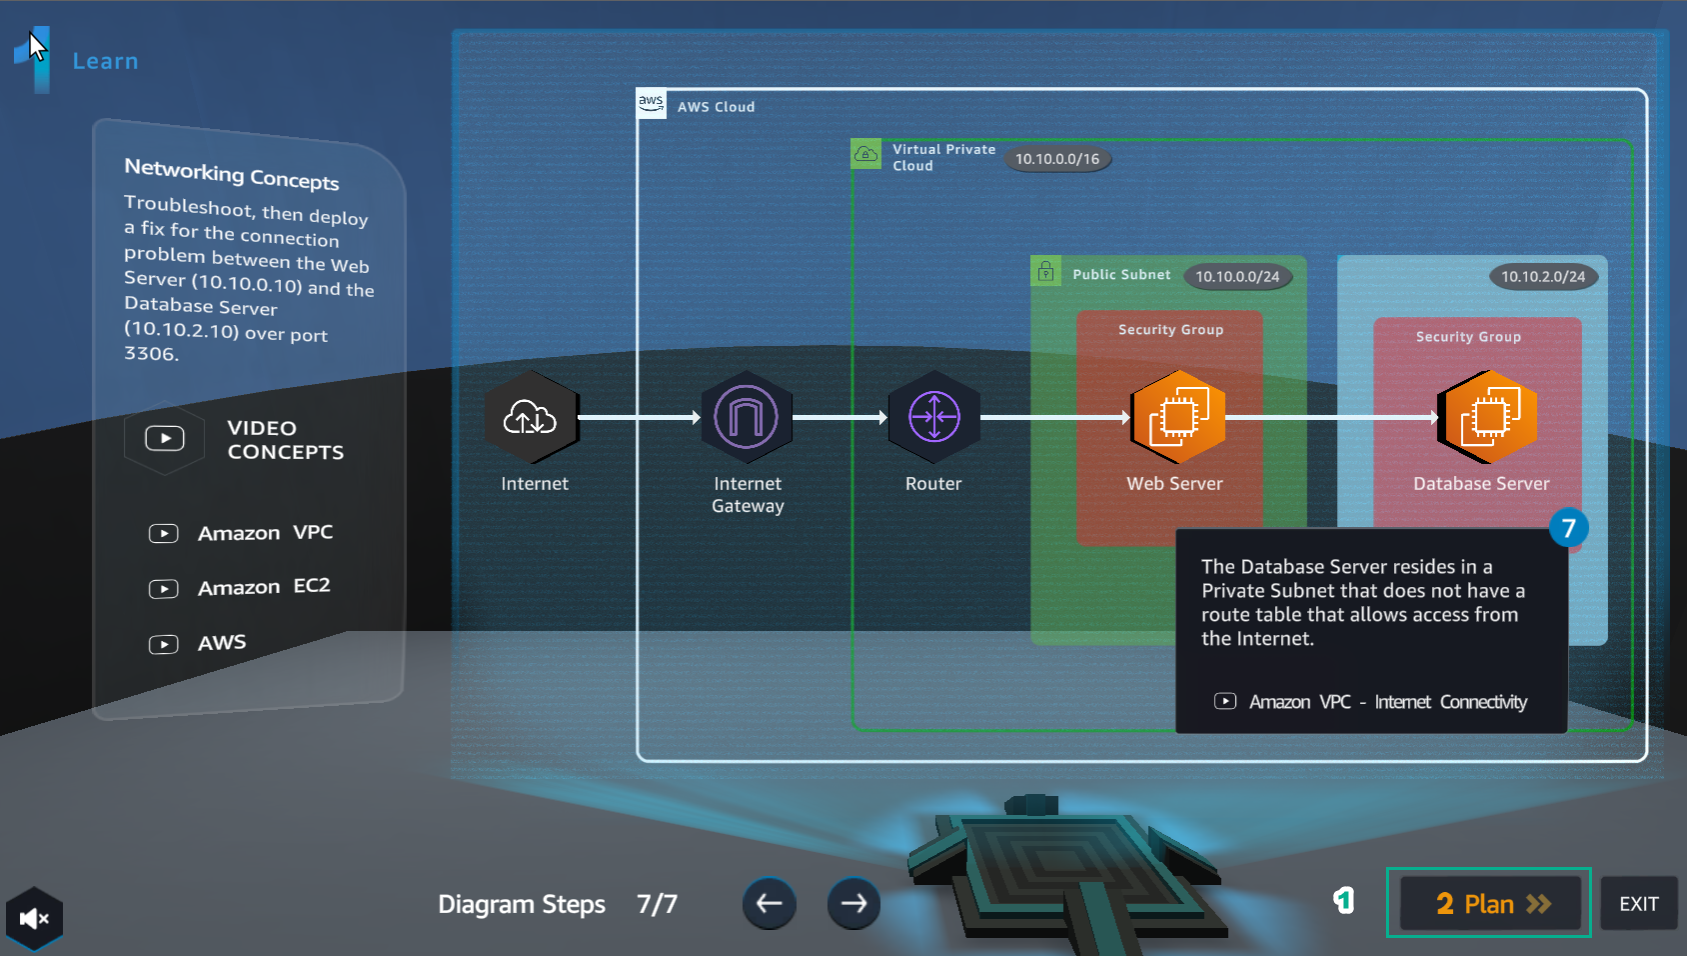 1
Learn
Networking Concepts
Troubleshoot, then deploy
a fix for the connection
problem between the Web
Server (10.10.0.10) and the
Database Server
(10.10.2.10) over port
3306.
VIDEO
CONCEPTS
Amazon VPC
Amazon EC2
AWS
aws
AWS Cloud
Virtual Private
Cloud
10.10.0.0/16
Public Subnet
10.10.0.0/24
10.10.2.0/24
Security Group
Security Group
Internet
Internet
Gateway
Router
Web Server
Database Server
7
The Database Server resides in a
Private Subnet that does not have a
route table that allows access from
the Internet.
Amazon VPC - Internet Connectivity
Diagram Steps 7/7
1
2 Plan
EXIT